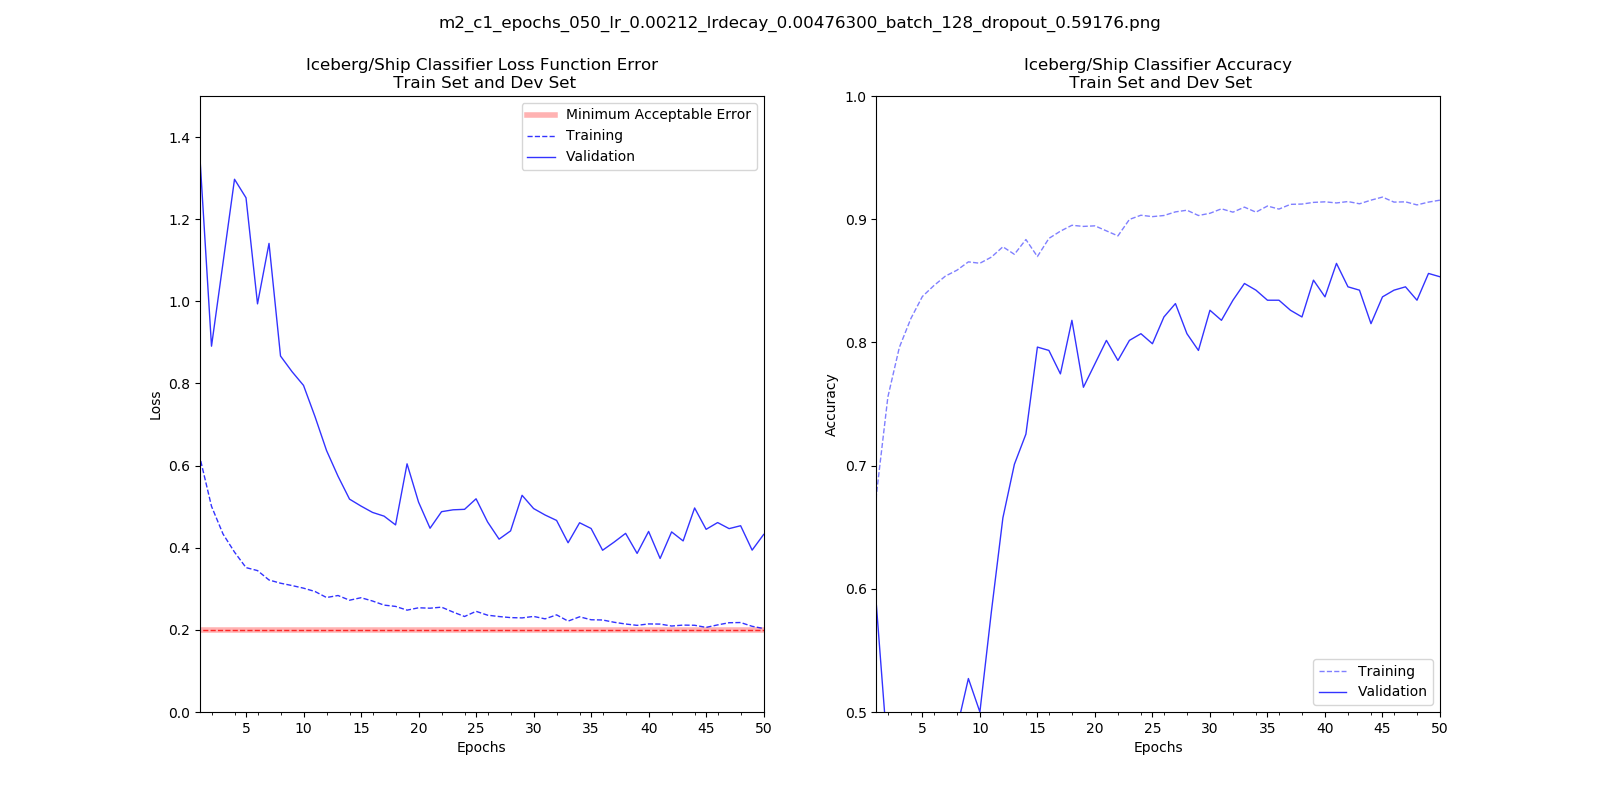 m2_c1_epochs_050_lr_0.00212_lrdecay_0.00476300_batch_128_dropout_0.59176.png
Iceberg/Ship Classifier Loss Function Error
Train Set and Dev Set
Minimum Acceptable Error
Training
Validation
1.4
1.2
1.0
0.8
0.6
0.4
0.2
0.0
Loss
5 10 15 20 25 30 35 40 45 50
Epochs
Iceberg/Ship Classifier Accuracy
Train Set and Dev Set
1.0
0.9
0.8
0.7
0.6
0.5
Accuracy
Training
Validation
5 10 15 20 25 30 35 40 45 50
Epochs